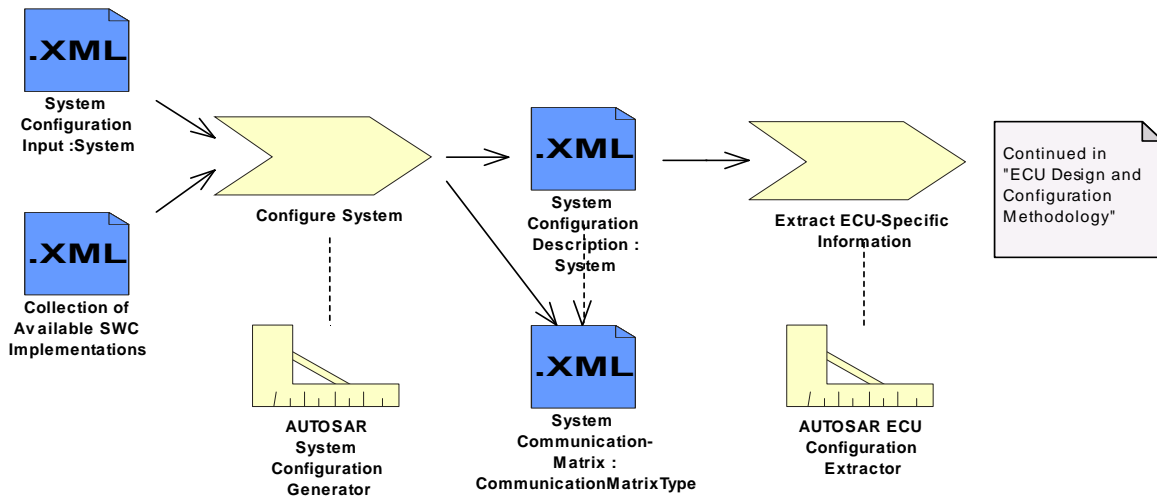 .XML
System
Configuration
Input :System
.XML
Collection of
Available SWC
Implementations
Configure System
AUTOSAR
System
Configuration
Generator
.XML
System
Configuration
Description :
System
.XML
System
Communication-
Matrix :
CommunicationMatrixType
Extract ECU-Specific
Information
AUTOSAR ECU
Configuration
Extractor
Continued in
"ECU Design and
Configuration
Methodology"